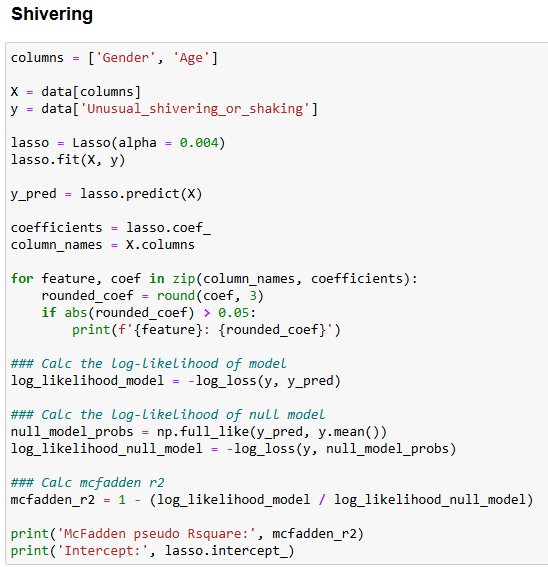 Shivering
columns = ['Gender', 'Age']
X = data[columns]
y = data['Unusual_shivering_or_shaking']
lasso = Lasso(alpha = 0.004)
lasso.fit(X, y)
y_pred = lasso.predict(X)
coefficients = lasso.coef_
column_names = X.columns
for feature, coef in zip(column_names, coefficients):
    rounded_coef = round(coef, 3)
    if abs(rounded_coef) > 0.05:
        print(f'{feature}: {rounded_coef}')
### Calc the log-likelihood of model
log_likelihood_model = -log_loss(y, y_pred)
### Calc the log-likelihood of null model
null_model_probs = np.full_like(y_pred, y.mean())
log_likelihood_null_model = -log_loss(y, null_model_probs)
### Calc mcfadden r2
mcfadden_r2 = 1 - (log_likelihood_model / log_likelihood_null_model)
print('McFadden pseudo Rsquare:', mcfadden_r2)
print('Intercept:', lasso.intercept_)